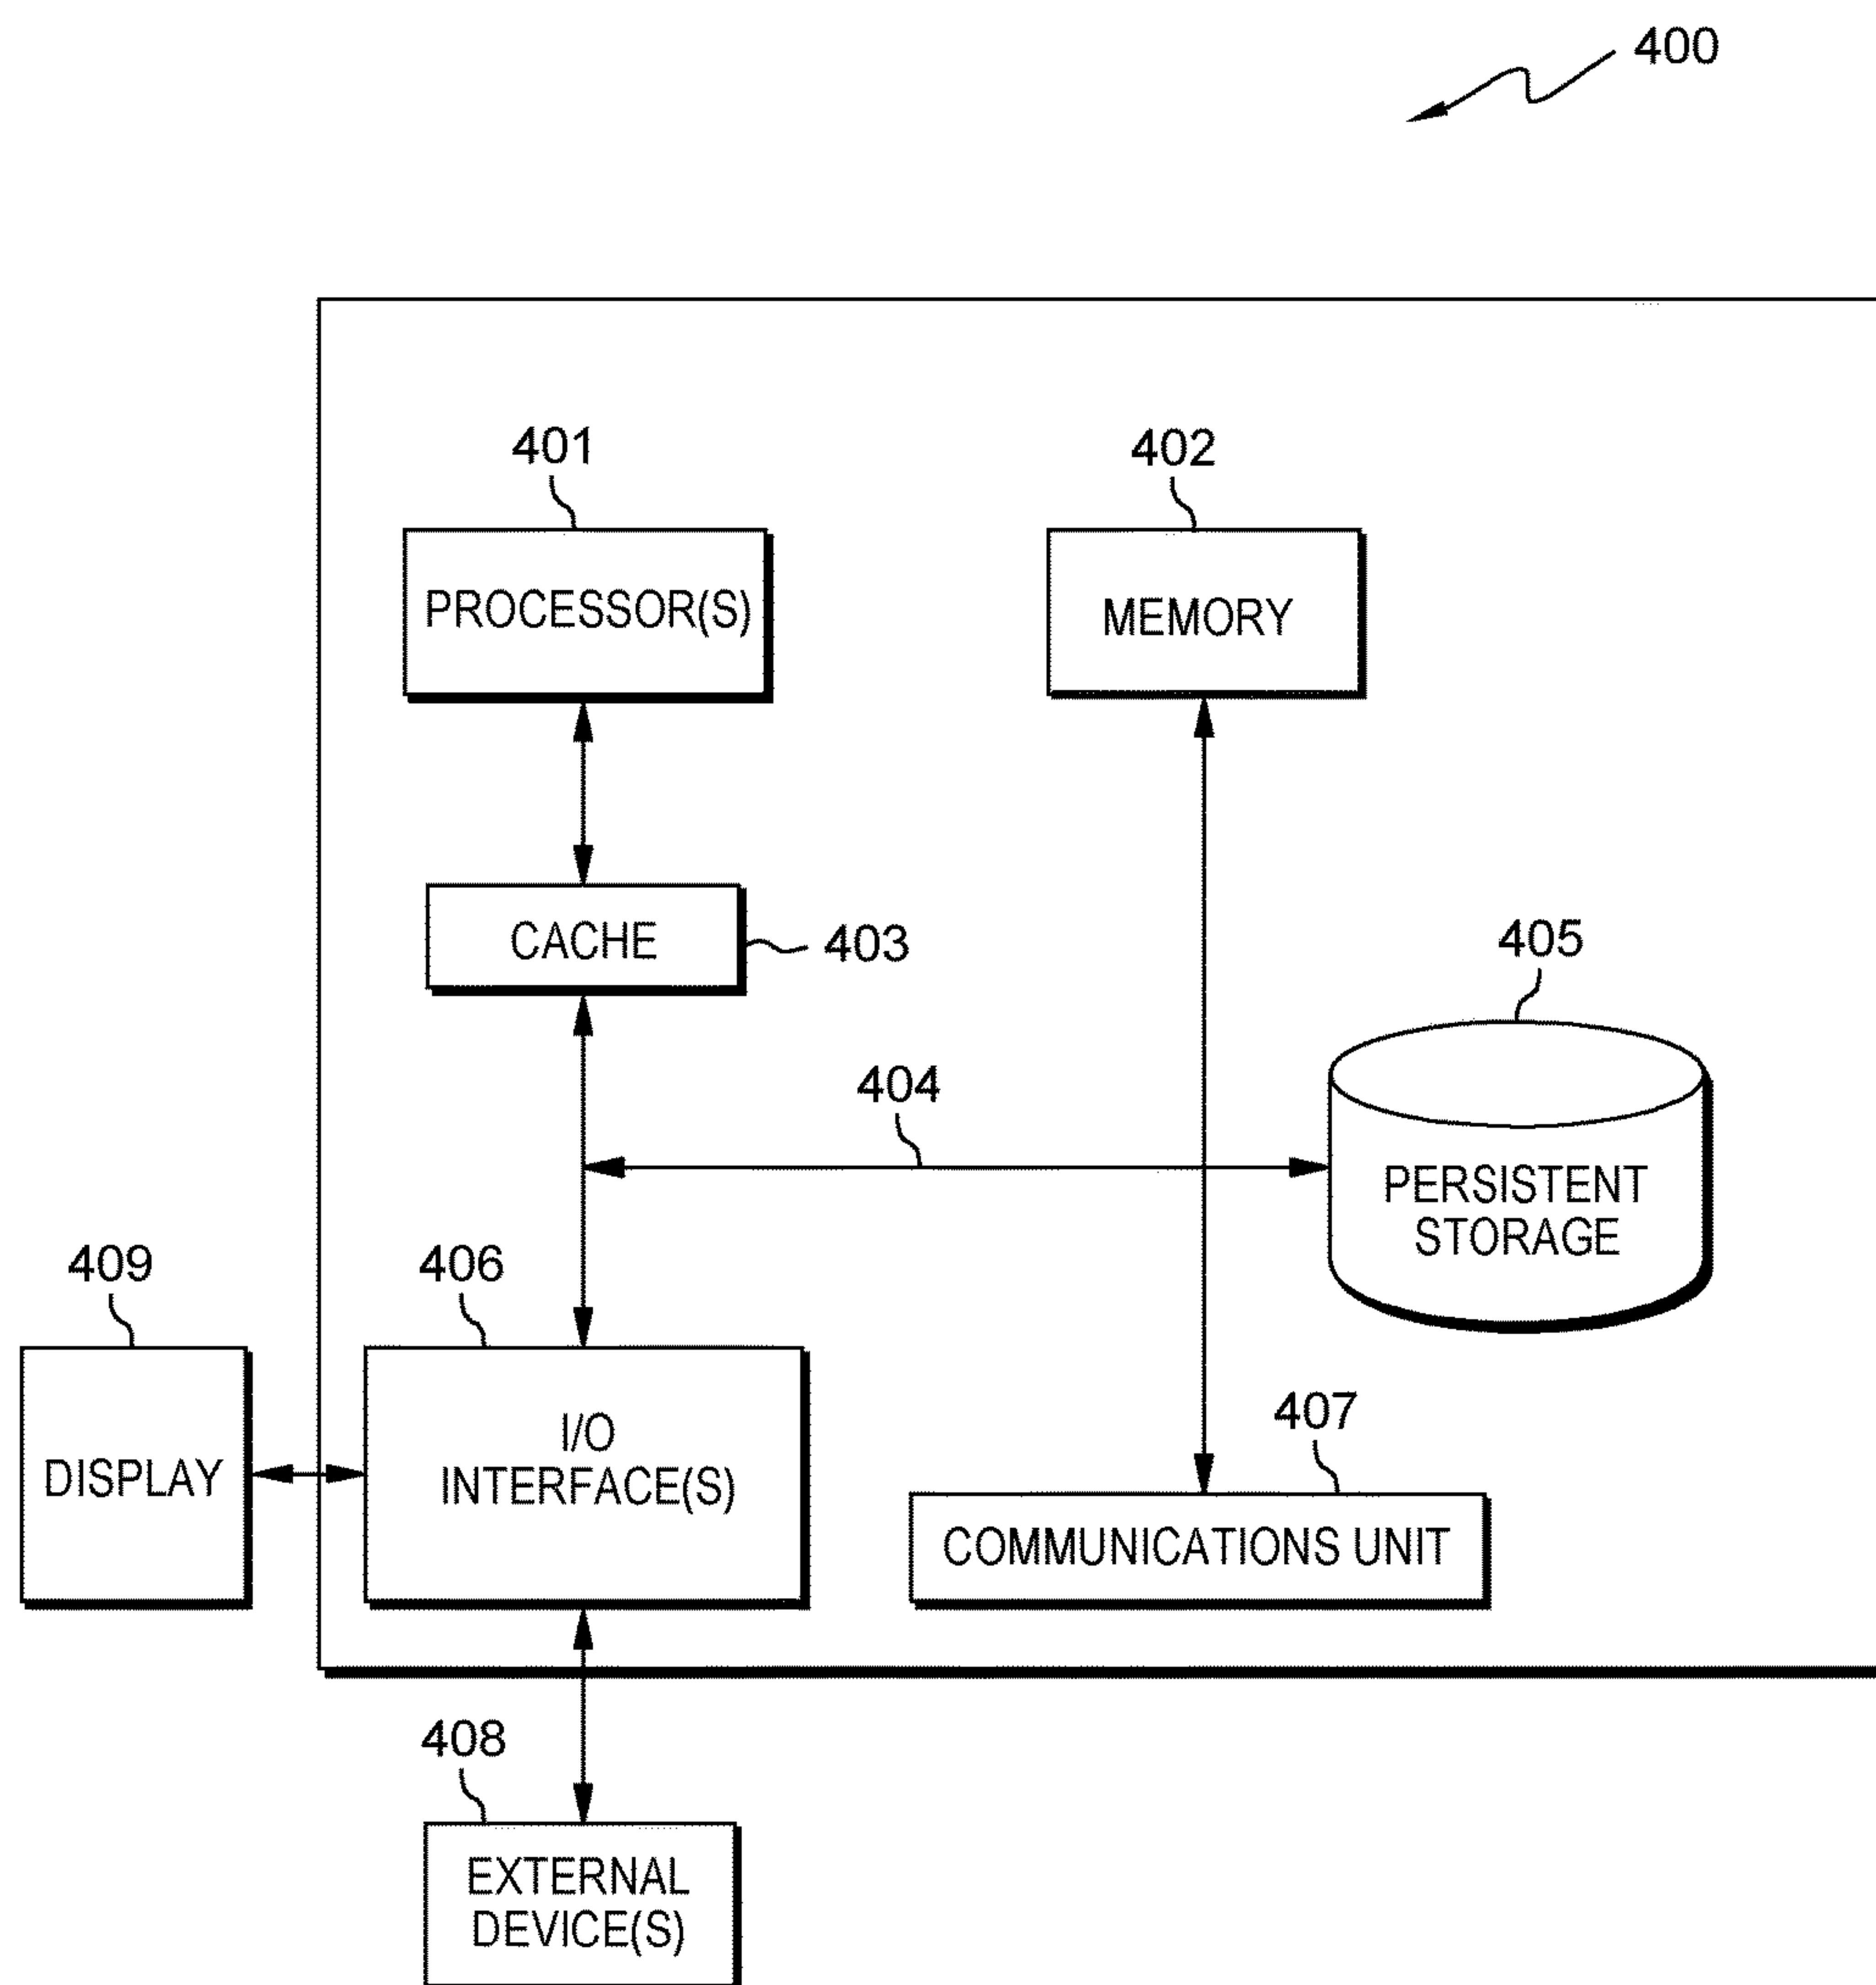 400
401
402
PROCESSOR(S)
MEMORY
CACHE
403
405
404
PERSISTENT
STORAGE
409
406
407
DISPLAY
I/O
INTERFACE(S)
COMMUNICATIONS UNIT
408
EXTERNAL
DEVICE(S)